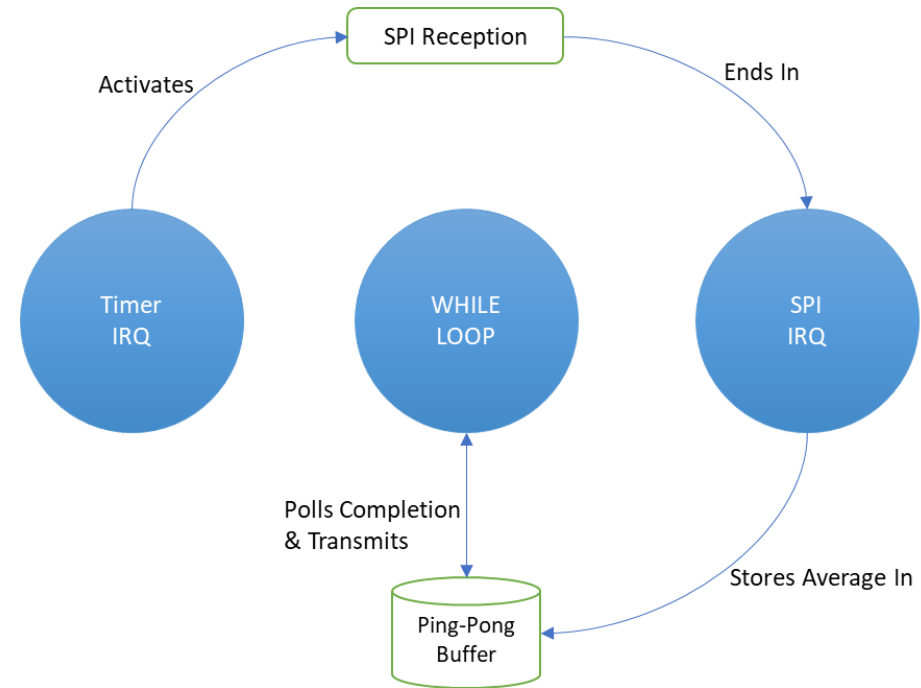 SPI Reception
Activates
Ends In
Timer
IRQ
WHILE
LOOP
SPI
IRQ
Polls Completion
& Transmits
Stores Average In
Ping-Pong
Buffer